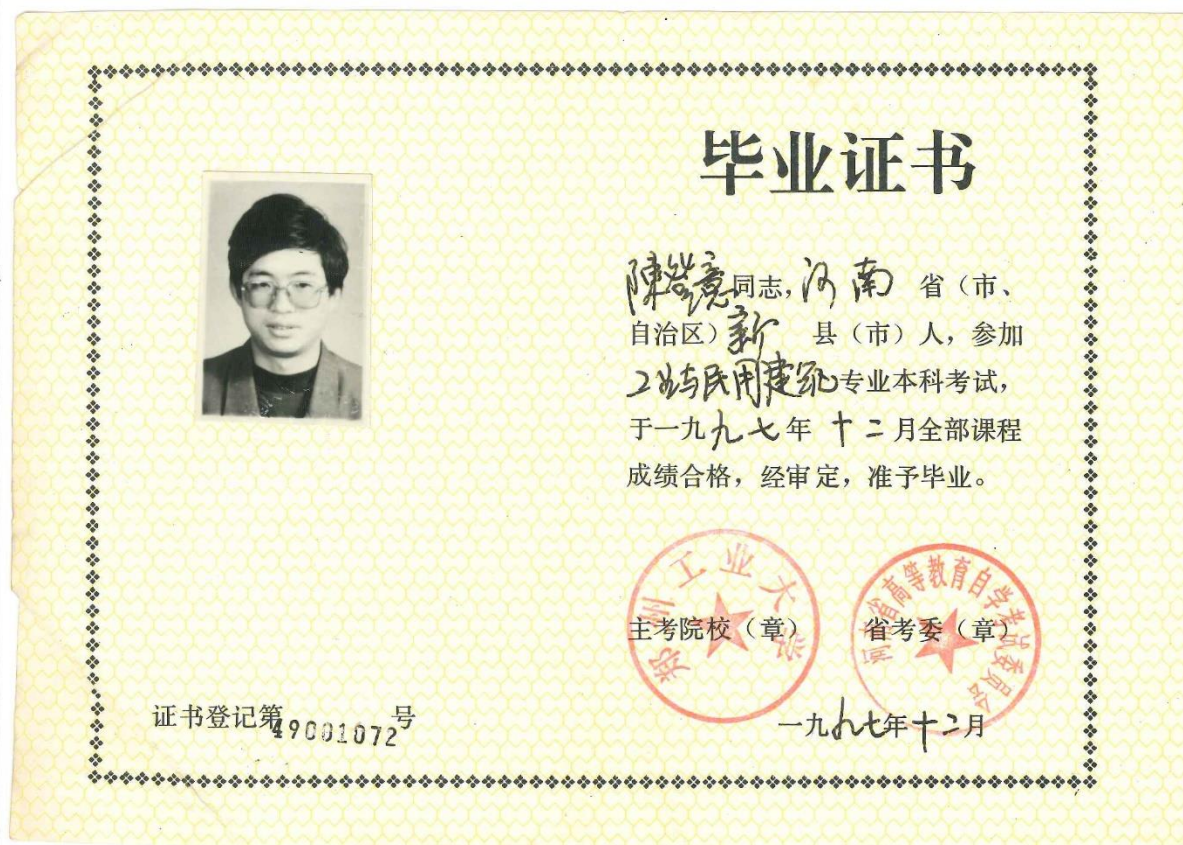 毕业证书
陳 意同志，河南 省（市、
自治区）新 县（市）人，参加
工业与民用建筑专业本科考试，
于一九九七年十二月全部课程
成绩合格，经审定，准予毕业。
郑州工业大学
河南省高等教育自学考试委员会
主考院校（章） 省考委（章）
证书登记第49001072号
一九九七年十二月